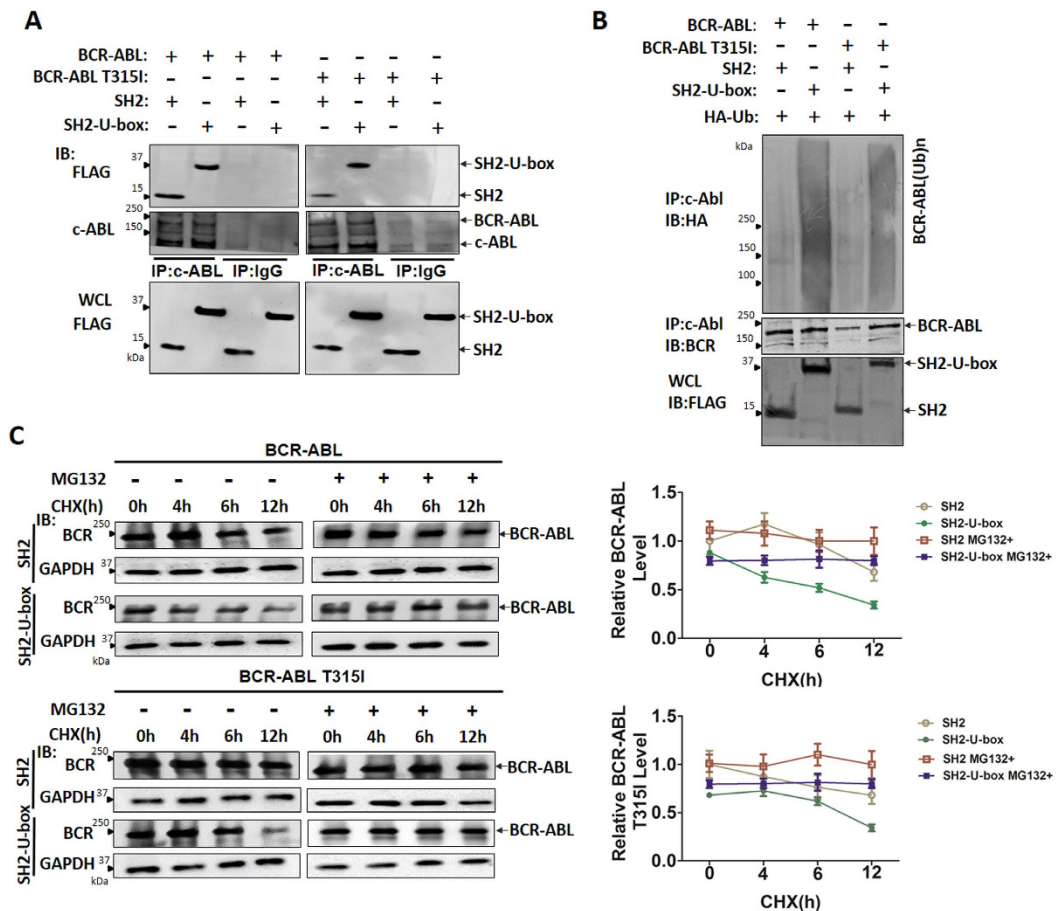 A
BCR-ABL: + + + + - - - -
BCR-ABL T315I: - - - - + + + +
SH2: + - + - + - + -
SH2-U-box: - + - + - + - +
IB:
FLAG
37
15
SH2-U-box
SH2
c-ABL
250
150
BCR-ABL
c-ABL
IP:c-ABL IP:IgG IP:c-ABL IP:IgG
WCL
FLAG
37
15
kDa
SH2-U-box
SH2
B
BCR-ABL: + + - -
BCR-ABL T315I: - - + +
SH2: + - + -
SH2-U-box: - + - +
HA-Ub: + + + +
kDa
IP:c-Abl
IB:HA
250
150
100
BCR-ABL(Ub)n
IP:c-Abl
IB:BCR
250
150
BCR-ABL
WCL
IB:FLAG
37
15
SH2-U-box
SH2
C
BCR-ABL
MG132 - - - - + + + +
CHX(h) 0h 4h 6h 12h 0h 4h 6h 12h
IB:
SH2
BCR 250
BCR-ABL
GAPDH 37
SH2-U-box
BCR 250
BCR-ABL
GAPDH 37
kDa
BCR-ABL T315I
MG132 - - - - + + + +
CHX(h) 0h 4h 6h 12h 0h 4h 6h 12h
IB:
SH2
BCR 250
BCR-ABL
GAPDH 37
SH2-U-box
BCR 250
BCR-ABL
GAPDH 37
kDa
Relative BCR-ABL
Level
1.5
1.0
0.5
0.0
0 4 6 12
CHX(h)
SH2
SH2-U-box
SH2 MG132+
SH2-U-box MG132+
Relative BCR-ABL
T315I Level
1.5
1.0
0.5
0.0
0 4 6 12
CHX(h)
SH2
SH2-U-box
SH2 MG132+
SH2-U-box MG132+